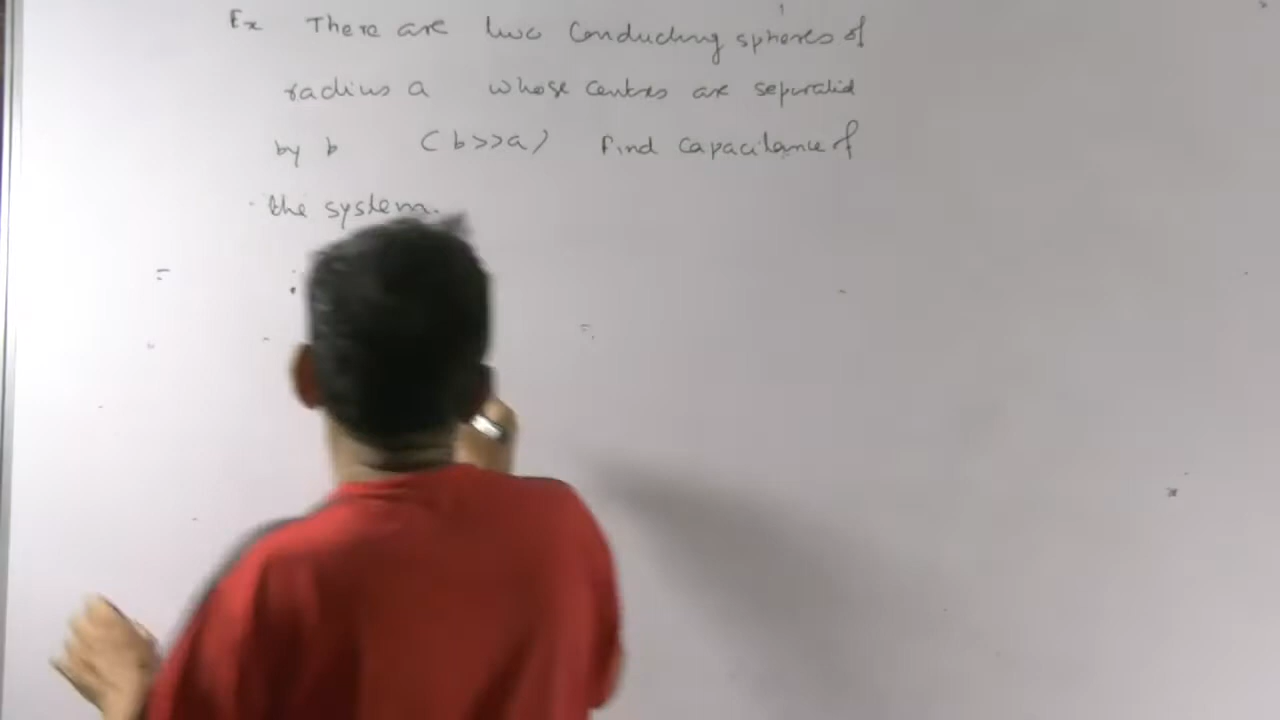 Ex There are two Conducting spheres of
radius a whose centres are separated
by b (b>>a) Find capacitance of
the system.